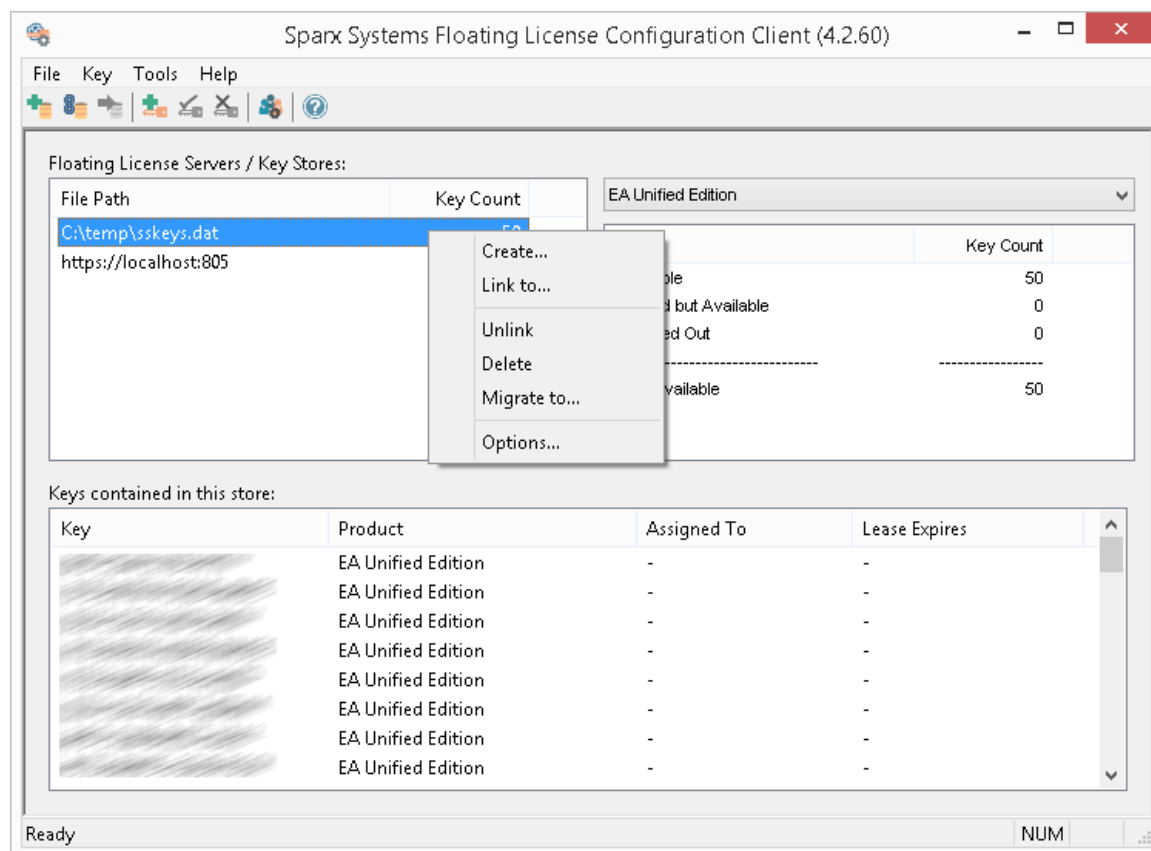 Sparx Systems Floating License Configuration Client (4.2.60)
File Key Tools Help
Floating License Servers / Key Stores:
File Path Key Count
C:\temp\sskeys.dat
https://localhost:805
Create...
Link to...
Unlink
Delete
Migrate to...
Options...
EA Unified Edition
Key Count
50
but Available 0
Out 0
-----------------
50
Keys contained in this store:
Key Product Assigned To Lease Expires
EA Unified Edition - -
EA Unified Edition - -
EA Unified Edition - -
EA Unified Edition - -
EA Unified Edition - -
EA Unified Edition - -
EA Unified Edition - -
EA Unified Edition - -
Ready NUM